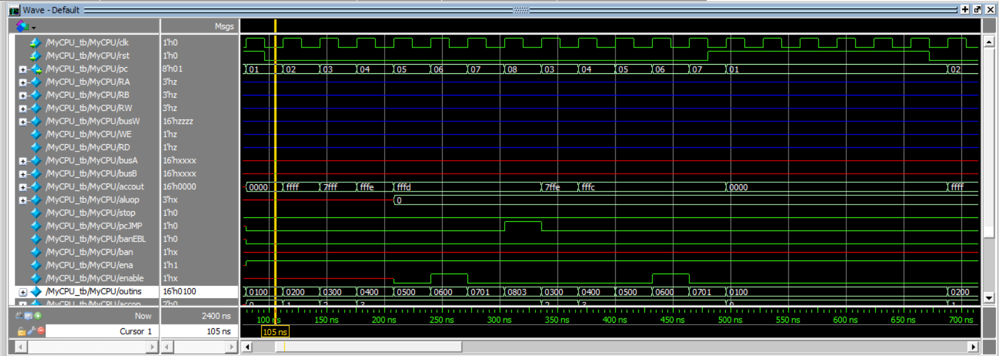 Wave - Default
Msgs
/MyCPU_tb/MyCPU/clk 1'h0
/MyCPU_tb/MyCPU/rst 1'h0
/MyCPU_tb/MyCPU/pc 8'h01 01 02 03 04 05 06 07 08 03 04 05 06 07 01 02
/MyCPU_tb/MyCPU/RA 3'hz
/MyCPU_tb/MyCPU/RB 3'hz
/MyCPU_tb/MyCPU/RW 3'hz
/MyCPU_tb/MyCPU/busW 16'hzzzz
/MyCPU_tb/MyCPU/WE 1'hz
/MyCPU_tb/MyCPU/RD 1'hz
/MyCPU_tb/MyCPU/busA 16'hxxxx
/MyCPU_tb/MyCPU/busB 16'hxxxx
/MyCPU_tb/MyCPU/accout 16'h0000 0000 ffff 7fff fffe fffd 7ffe fffc 0000 ffff
/MyCPU_tb/MyCPU/aluop 3'hx 0
/MyCPU_tb/MyCPU/stop 1'h0
/MyCPU_tb/MyCPU/pcJMP 1'h0
/MyCPU_tb/MyCPU/banEBL 1'h0
/MyCPU_tb/MyCPU/ban 1'hx
/MyCPU_tb/MyCPU/ena 1'h1
/MyCPU_tb/MyCPU/enable 1'hx
/MyCPU_tb/MyCPU/outins 16'h0100 0100 0200 0300 0400 0500 0600 0701 0803 0300 0400 0500 0600 0701 0100 0200
Now 2400 ns 100 ns 150 ns 200 ns 250 ns 300 ns 350 ns 400 ns 450 ns 500 ns 550 ns 600 ns 650 ns 700 ns
Cursor 1 105 ns 105 ns